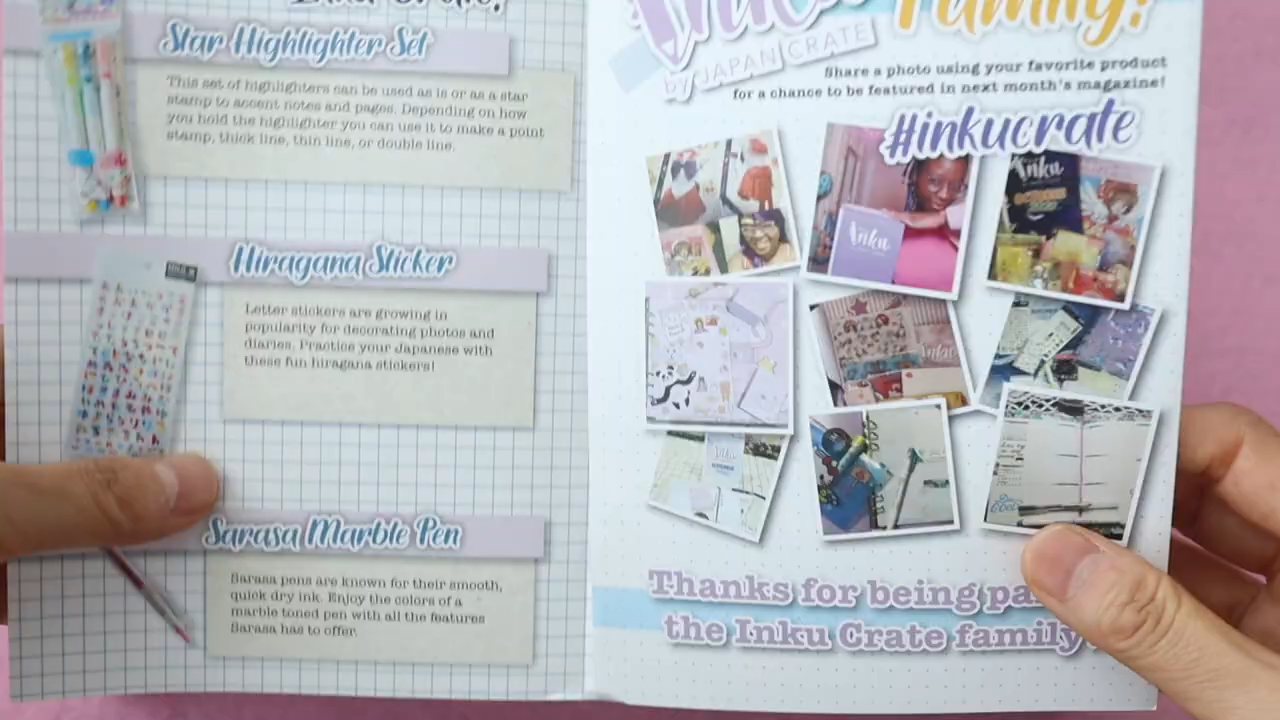 Inku Crate!
Star Highlighter Set
This set of highlighters can be used as is or as a star
stamp to accent notes and pages. Depending on how
you hold the highlighter you can use it to make a point
stamp, thick line, thin line, or double line.
Hiragana Sticker
Letter stickers are growing in
popularity for decorating photos and
diaries. Practice your Japanese with
these fun hiragana stickers!
Sarasa Marble Pen
Sarasa pens are known for their smooth,
quick dry ink. Enjoy the colors of a
marble toned pen with all the features
Sarasa has to offer.
Inku Family!
by JAPAN CRATE
Share a photo using your favorite product
for a chance to be featured in next month's magazine!
#inkucrate
Inku
Inku
Thanks for being pa
the Inku Crate family